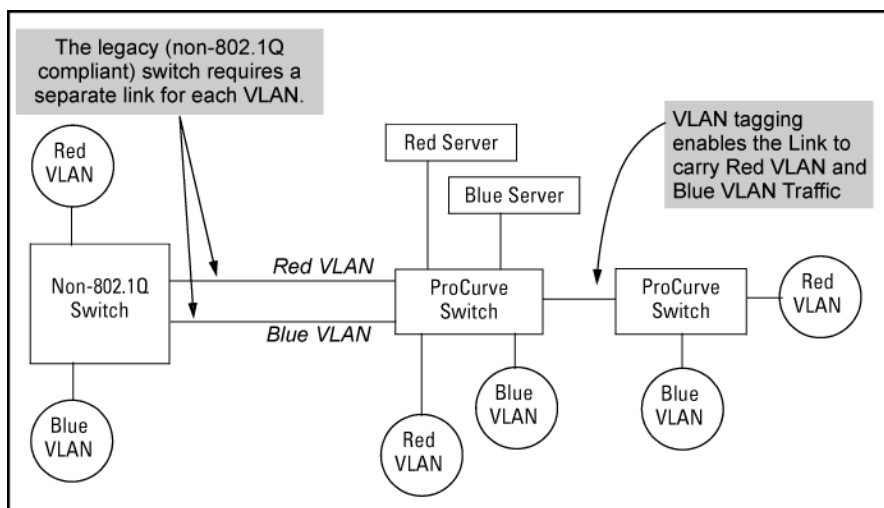 The legacy (non-802.1Q
compliant) switch requires a
separate link for each VLAN.
VLAN tagging
enables the Link to
carry Red VLAN and
Blue VLAN Traffic
Red
VLAN
Red Server
Blue Server
Non-802.1Q
Switch
Red VLAN
Blue VLAN
ProCurve
Switch
ProCurve
Switch
Red
VLAN
Blue
VLAN
Red
VLAN
Blue
VLAN
Blue
VLAN